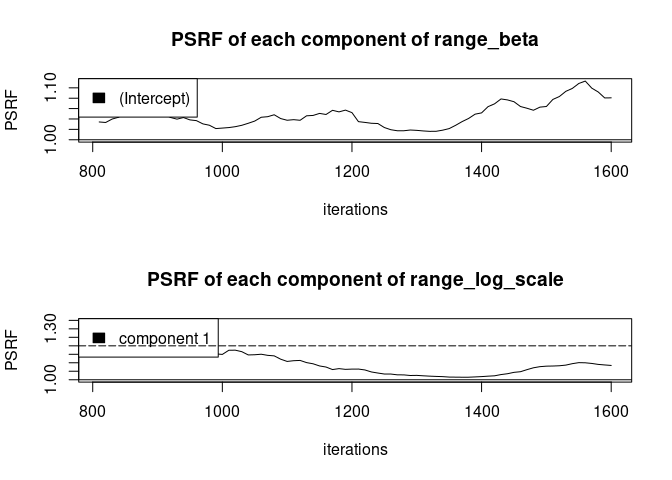 PSRF of each component of range_beta
PSRF
1.10
1.00
(Intercept)
800 1000 1200 1400 1600
iterations
PSRF of each component of range_log_scale
PSRF
1.30
1.00
component 1
800 1000 1200 1400 1600
iterations